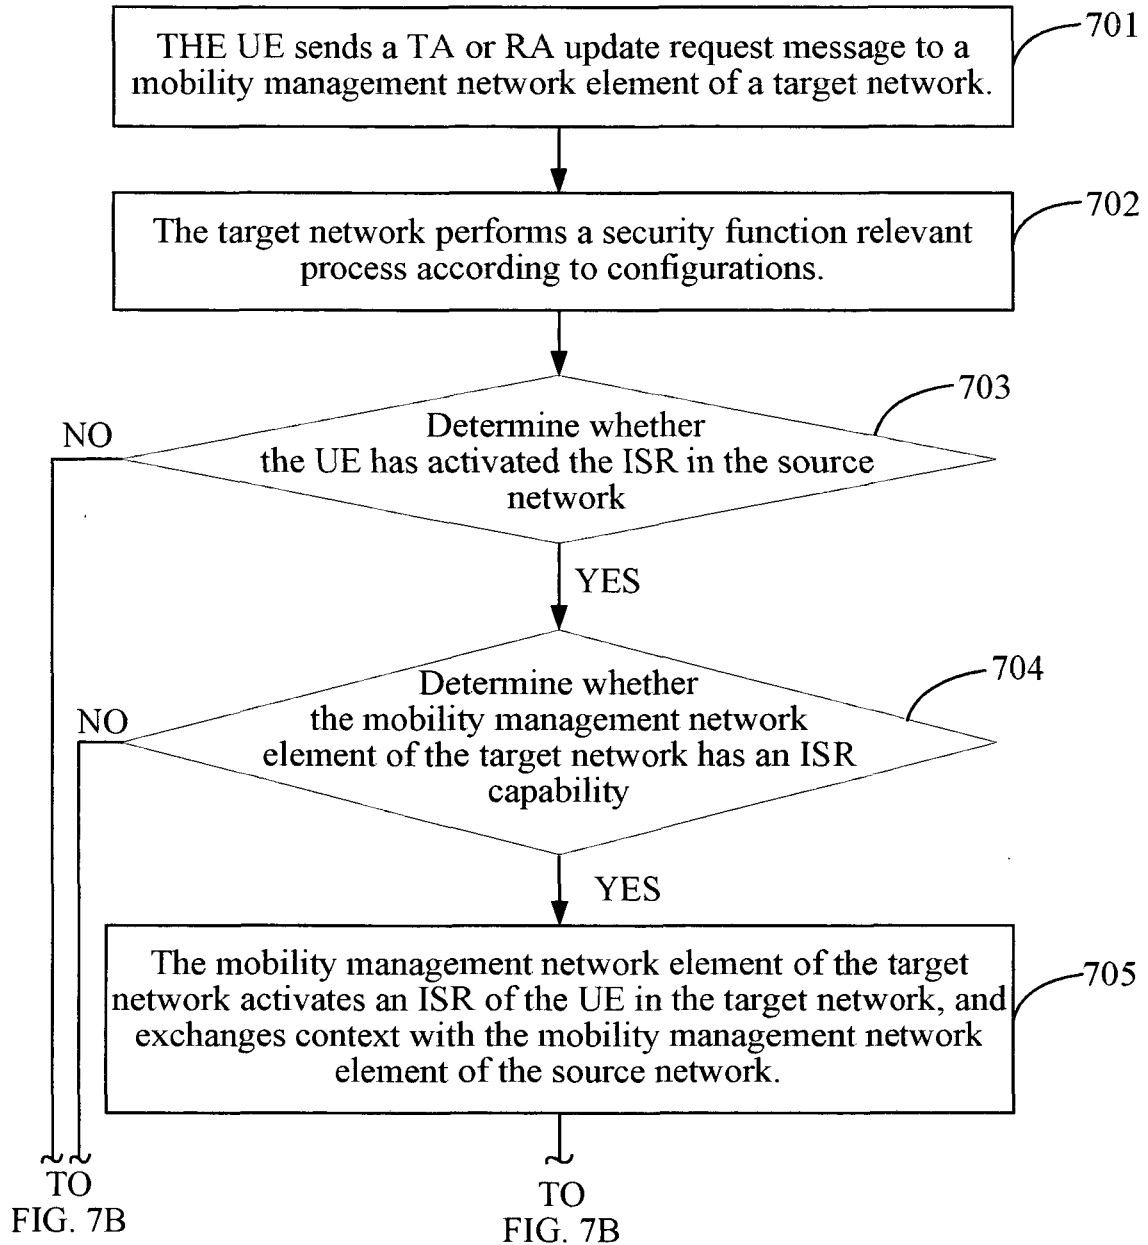 THE UE sends a TA or RA update request message to a
mobility management network element of a target network.
701
The target network performs a security function relevant
process according to configurations.
702
Determine whether
the UE has activated the ISR in the source
network
703
NO
YES
Determine whether
the mobility management network
element of the target network has an ISR
capability
704
NO
YES
The mobility management network element of the target
network activates an ISR of the UE in the target network, and
exchanges context with the mobility management network
element of the source network.
705
TO
FIG. 7B
TO
FIG. 7B